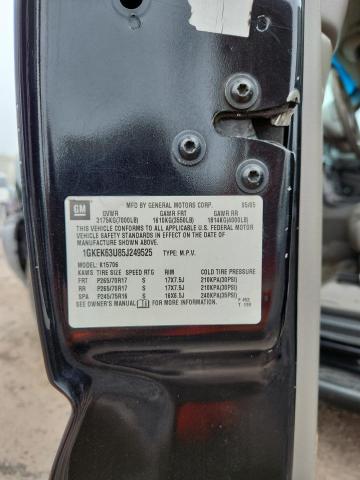 GM
MFD BY GENERAL MOTORS CORP. 05/05
GVWR GAWR FRT GAWR RR
3175KG(7000LB) 1610KG(3550LB) 1814KG(4000LB)
THIS VEHICLE CONFORMS TO ALL APPLICABLE U.S. FEDERAL MOTOR
VEHICLE SAFETY STANDARDS IN EFFECT ON THE DATE OF
MANUFACTURE SHOWN ABOVE.
1GKEK63U85J249525 TYPE: M.P.V.
MODEL: K15706
KAWS TIRE SIZE SPEED RTG RIM COLD TIRE PRESSURE
FRT P265/70R17 S 17X7.5J 210KPA(30PSI)
RR P265/70R17 S 17X7.5J 210KPA(30PSI)
SPA P245/75R16 S 16X6.5J 240KPA(35PSI)
SEE OWNER'S MANUAL FOR MORE INFORMATION.